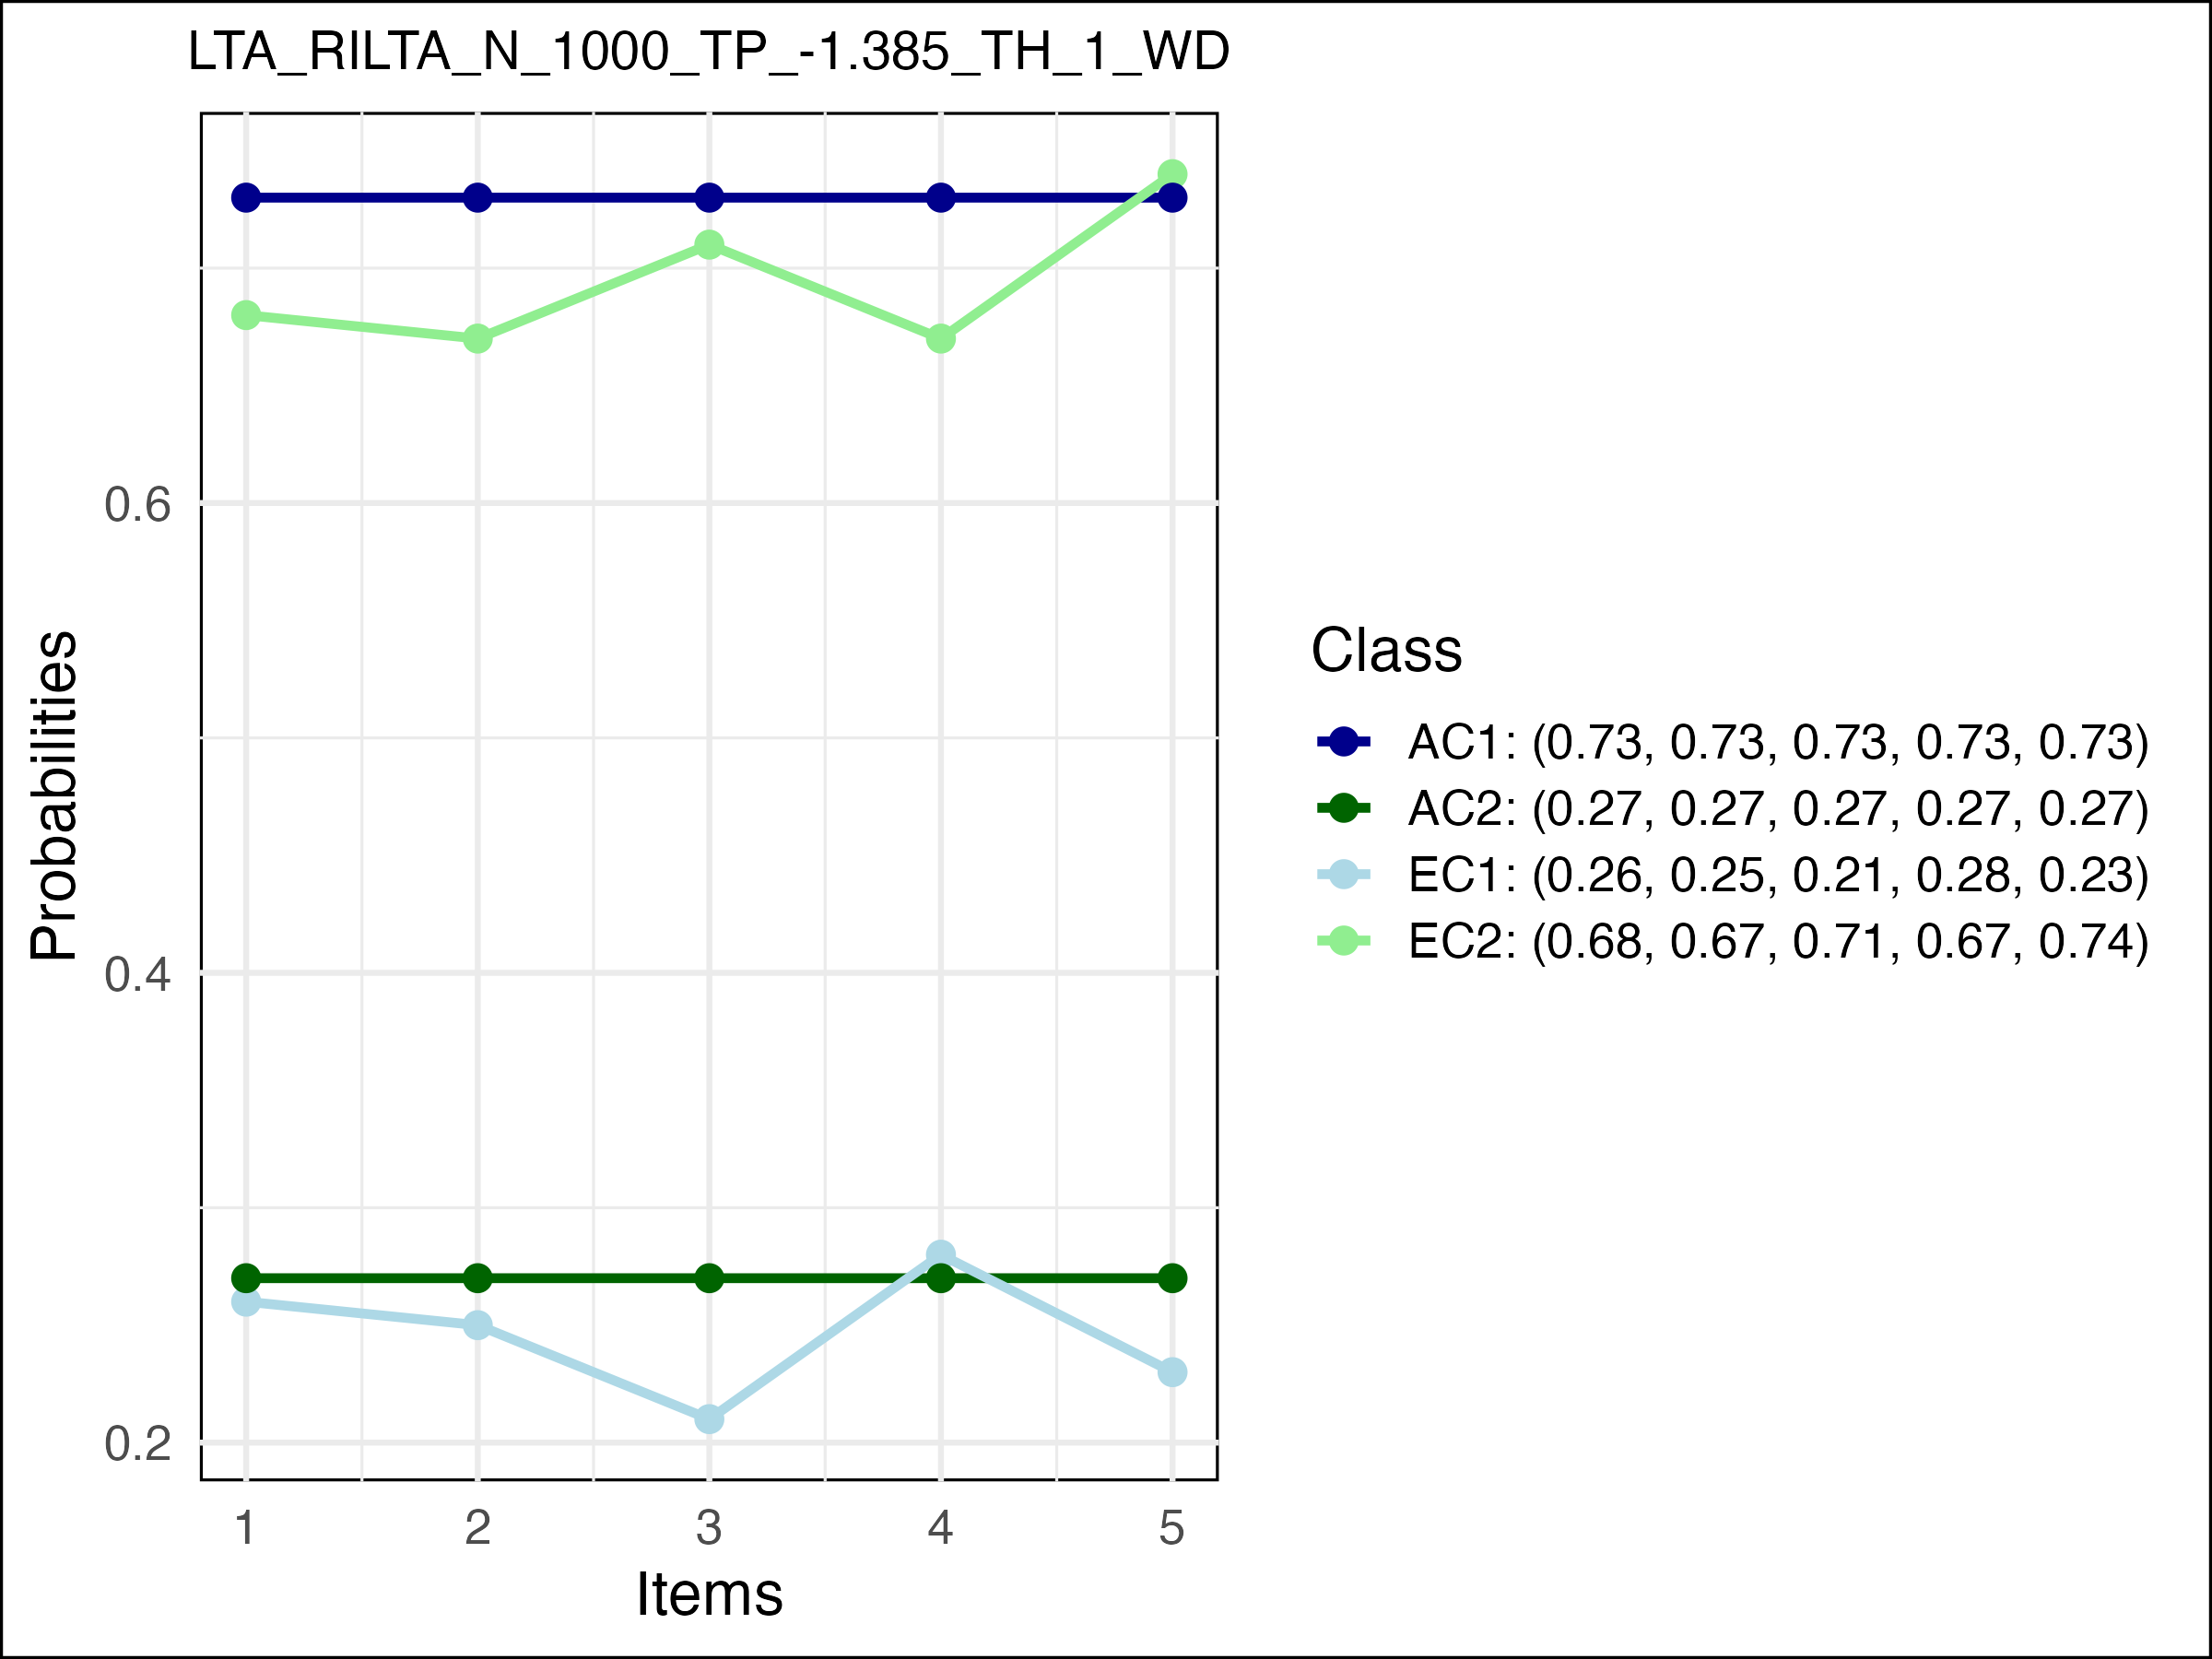 LTA_RILTA_N_1000_TP_-1.385_TH_1_WD
Probabilities
0.6
0.4
0.2
1 2 3 4 5
Items
Class
AC1: (0.73, 0.73, 0.73, 0.73, 0.73)
AC2: (0.27, 0.27, 0.27, 0.27, 0.27)
EC1: (0.26, 0.25, 0.21, 0.28, 0.23)
EC2: (0.68, 0.67, 0.71, 0.67, 0.74)